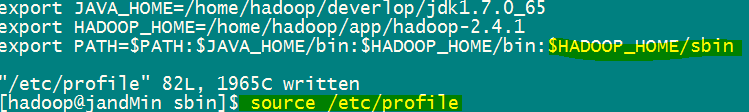 export JAVA_HOME=/home/hadoop/deverlop/jdk1.7.0_65
export HADOOP_HOME=/home/hadoop/app/hadoop-2.4.1
export PATH=$PATH:$JAVA_HOME/bin:$HADOOP_HOME/bin:$HADOOP_HOME/sbin
"/etc/profile" 82L, 1965C written
[hadoop@jandMin sbin]$ source /etc/profile